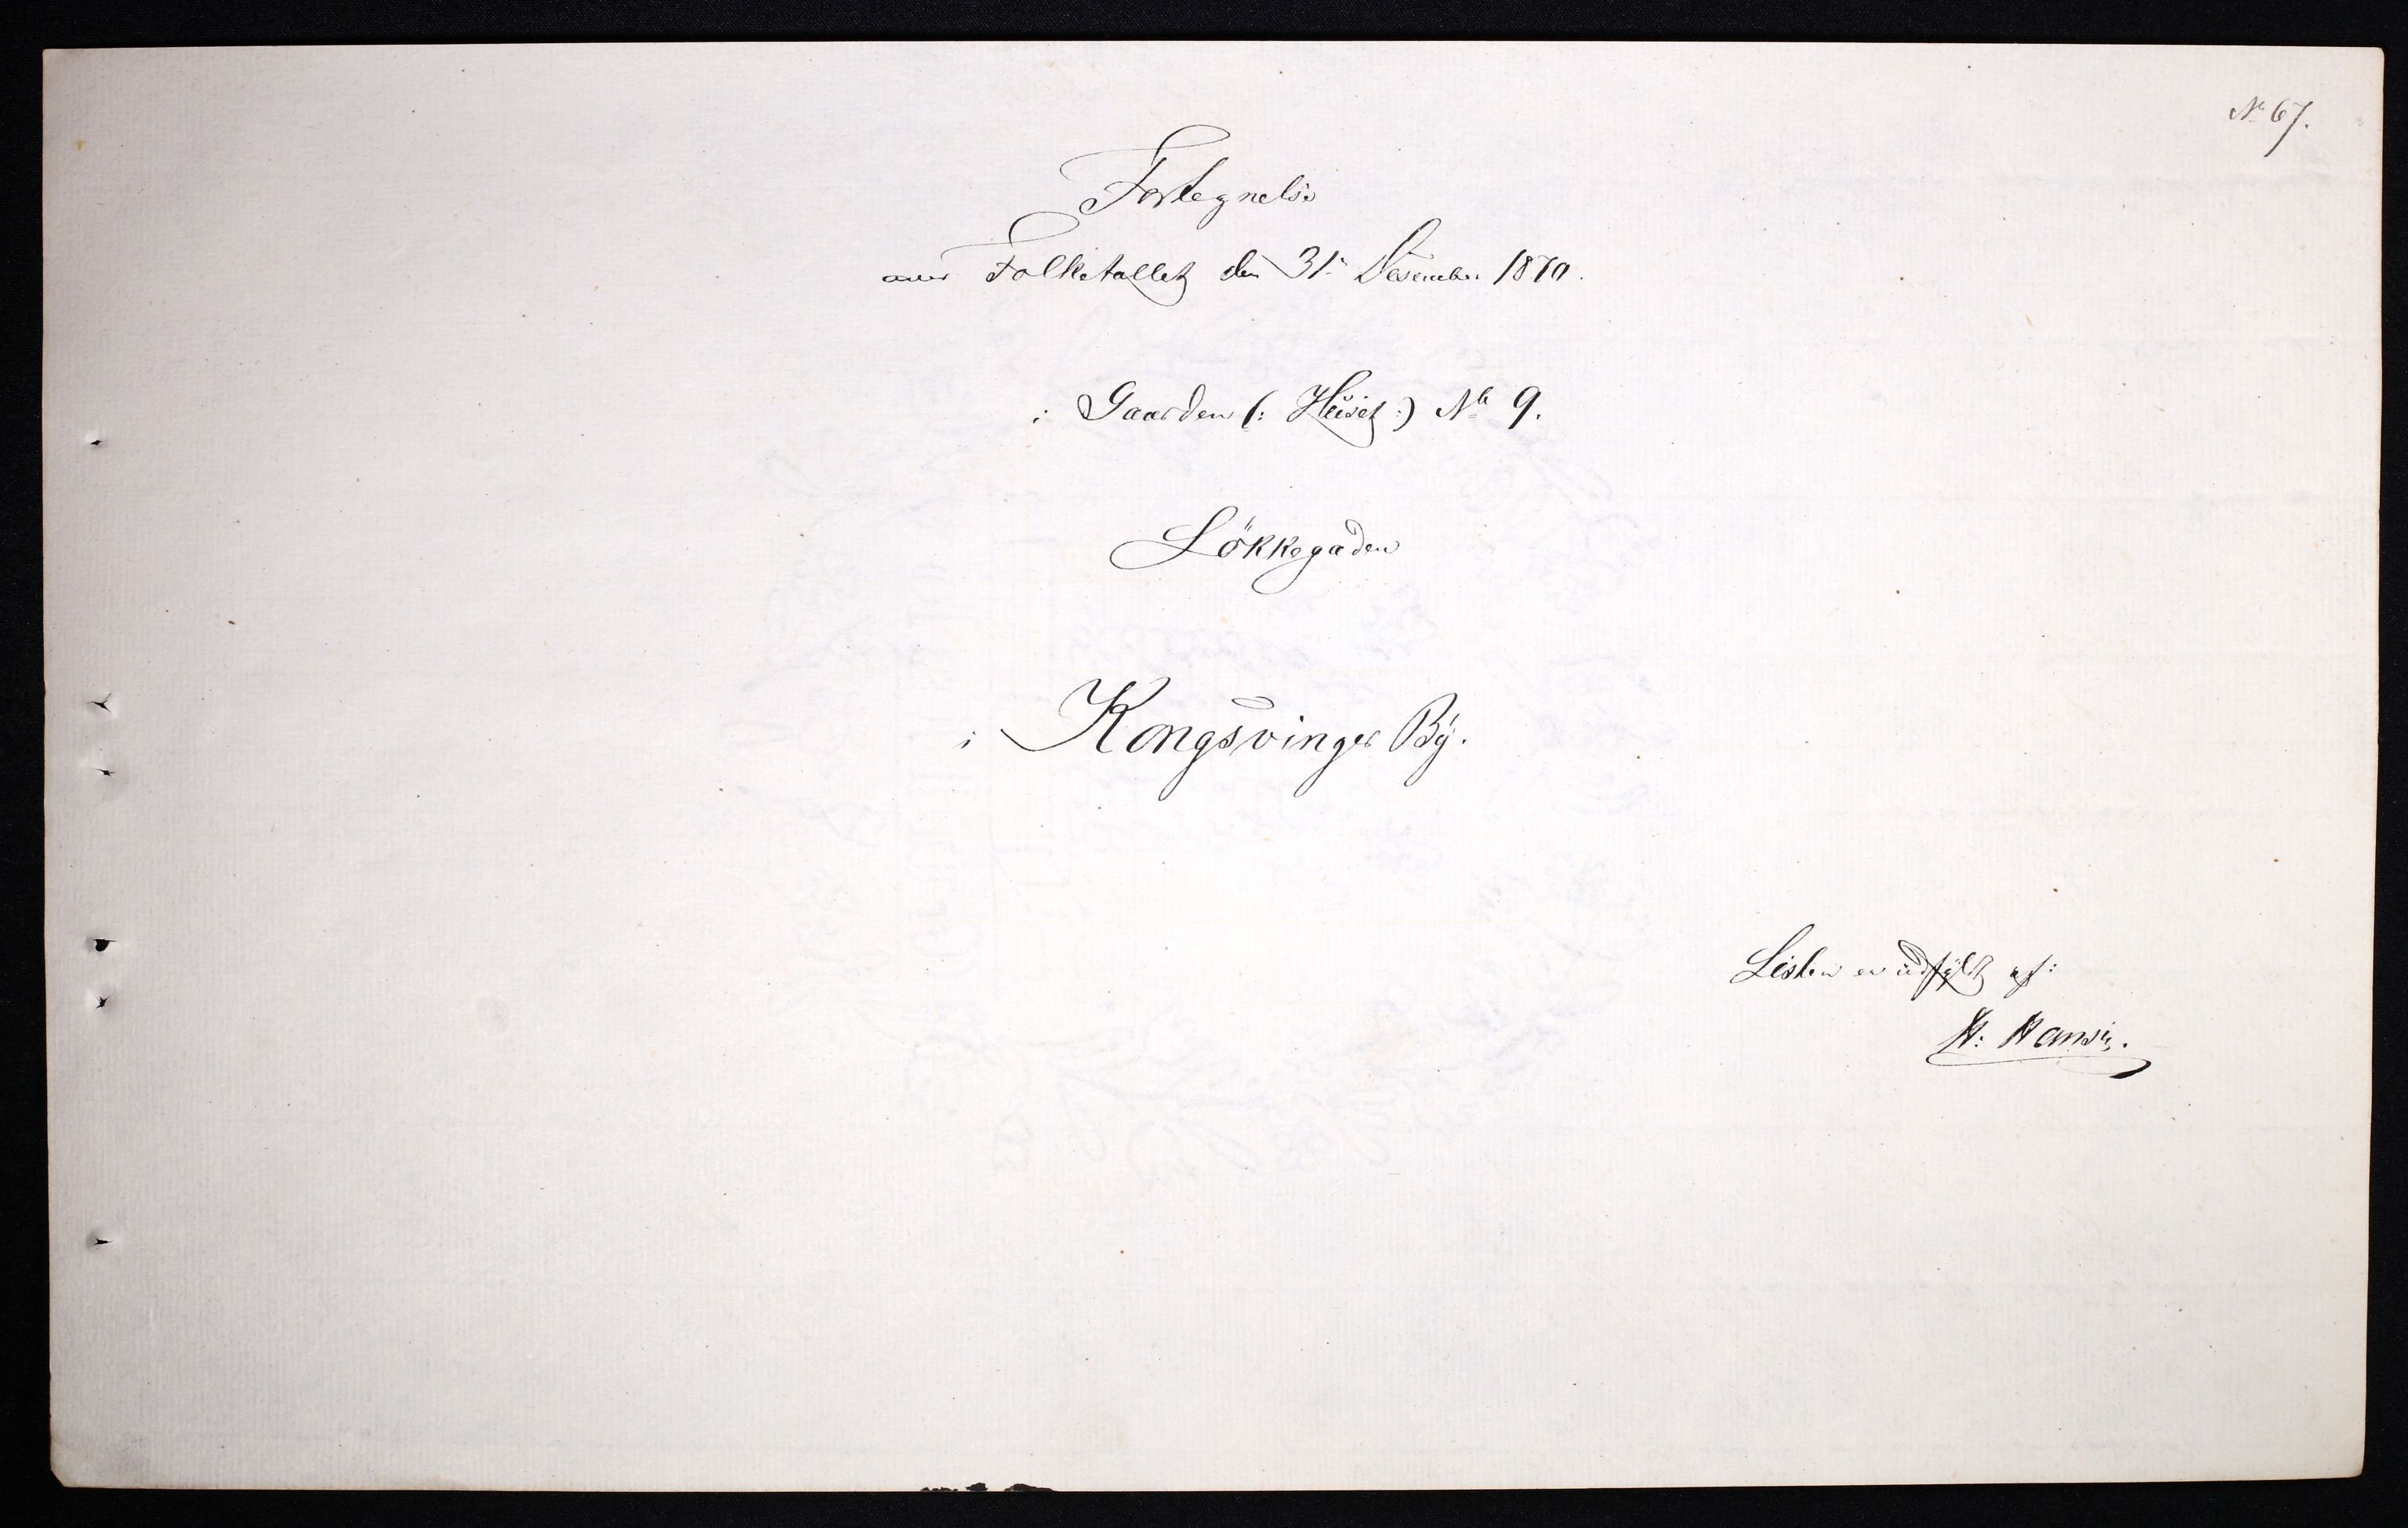 No 67.
Fortegnelse
over Folketallet den 31te Desember 1870.
i Gaarden (: Huset :) No 9.
Lökkegaden
i Kongsvinger By.
Listen er udfyldt af:
H: Hansen.